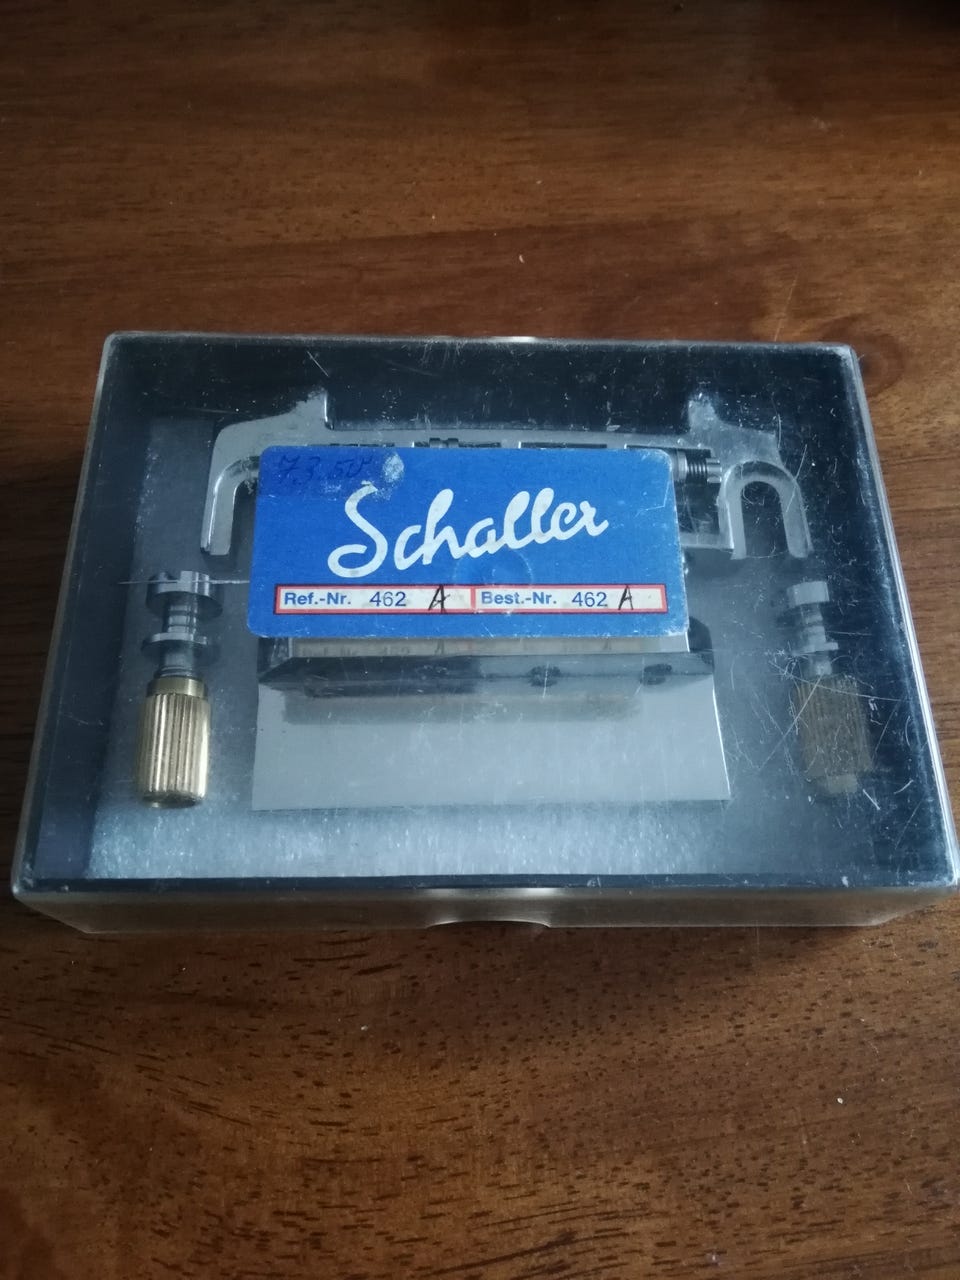 73.50
Schaller
Ref.-Nr. 462 A Best.-Nr. 462 A